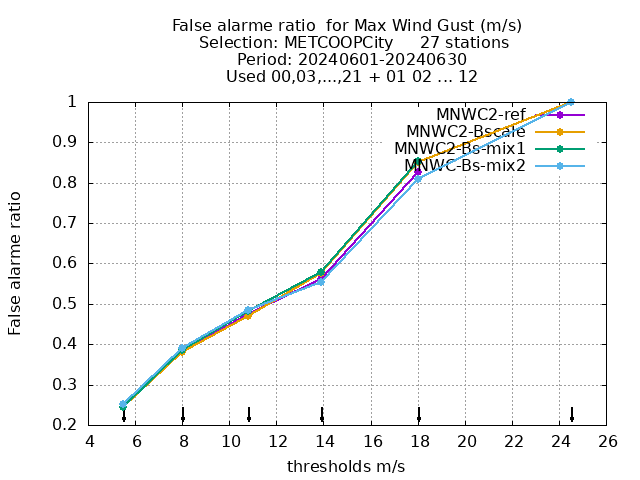 False alarme ratio  for Max Wind Gust (m/s)
Selection: METCOOPCity     27 stations
Period: 20240601-20240630
Used 00,03,...,21 + 01 02 ... 12
MNWC2-ref
MNWC2-Bscale
MNWC2-Bs-mix1
MNWC-Bs-mix2
1
0.9
0.8
0.7
0.6
0.5
0.4
0.3
0.2
False alarme ratio
4 6 8 10 12 14 16 18 20 22 24 26
thresholds m/s